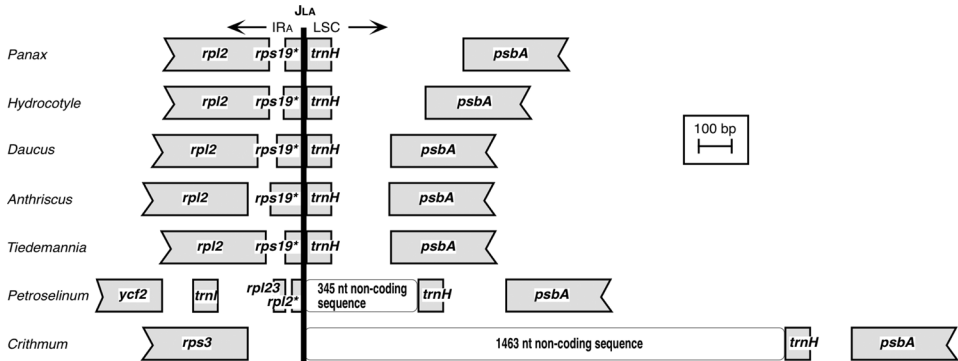 JLA
IRA LSC
Panax rpl2 rps19* trnH psbA
Hydrocotyle rpl2 rps19* trnH psbA
100 bp
Daucus rpl2 rps19* trnH psbA
Anthriscus rpl2 rps19* trnH psbA
Tiedemannia rpl2 rps19* trnH psbA
Petroselinum ycf2 trnI rpl23 rpl2* 345 nt non-coding
sequence trnH psbA
Crithmum rps3 1463 nt non-coding sequence trnH psbA